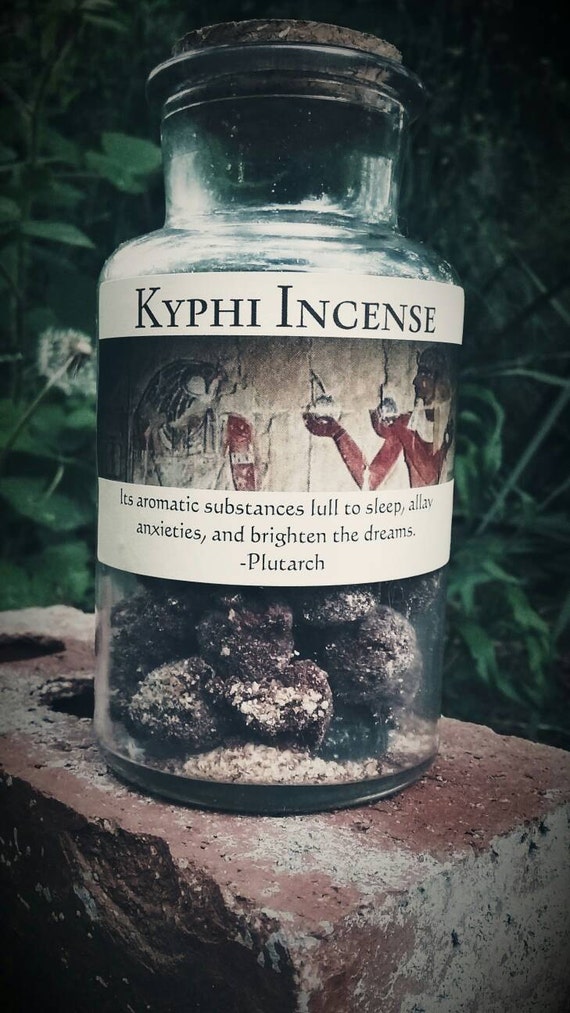 Kyphi Incense
Its aromatic substances lull to sleep, allay
anxieties, and brighten the dreams.
-Plutarch